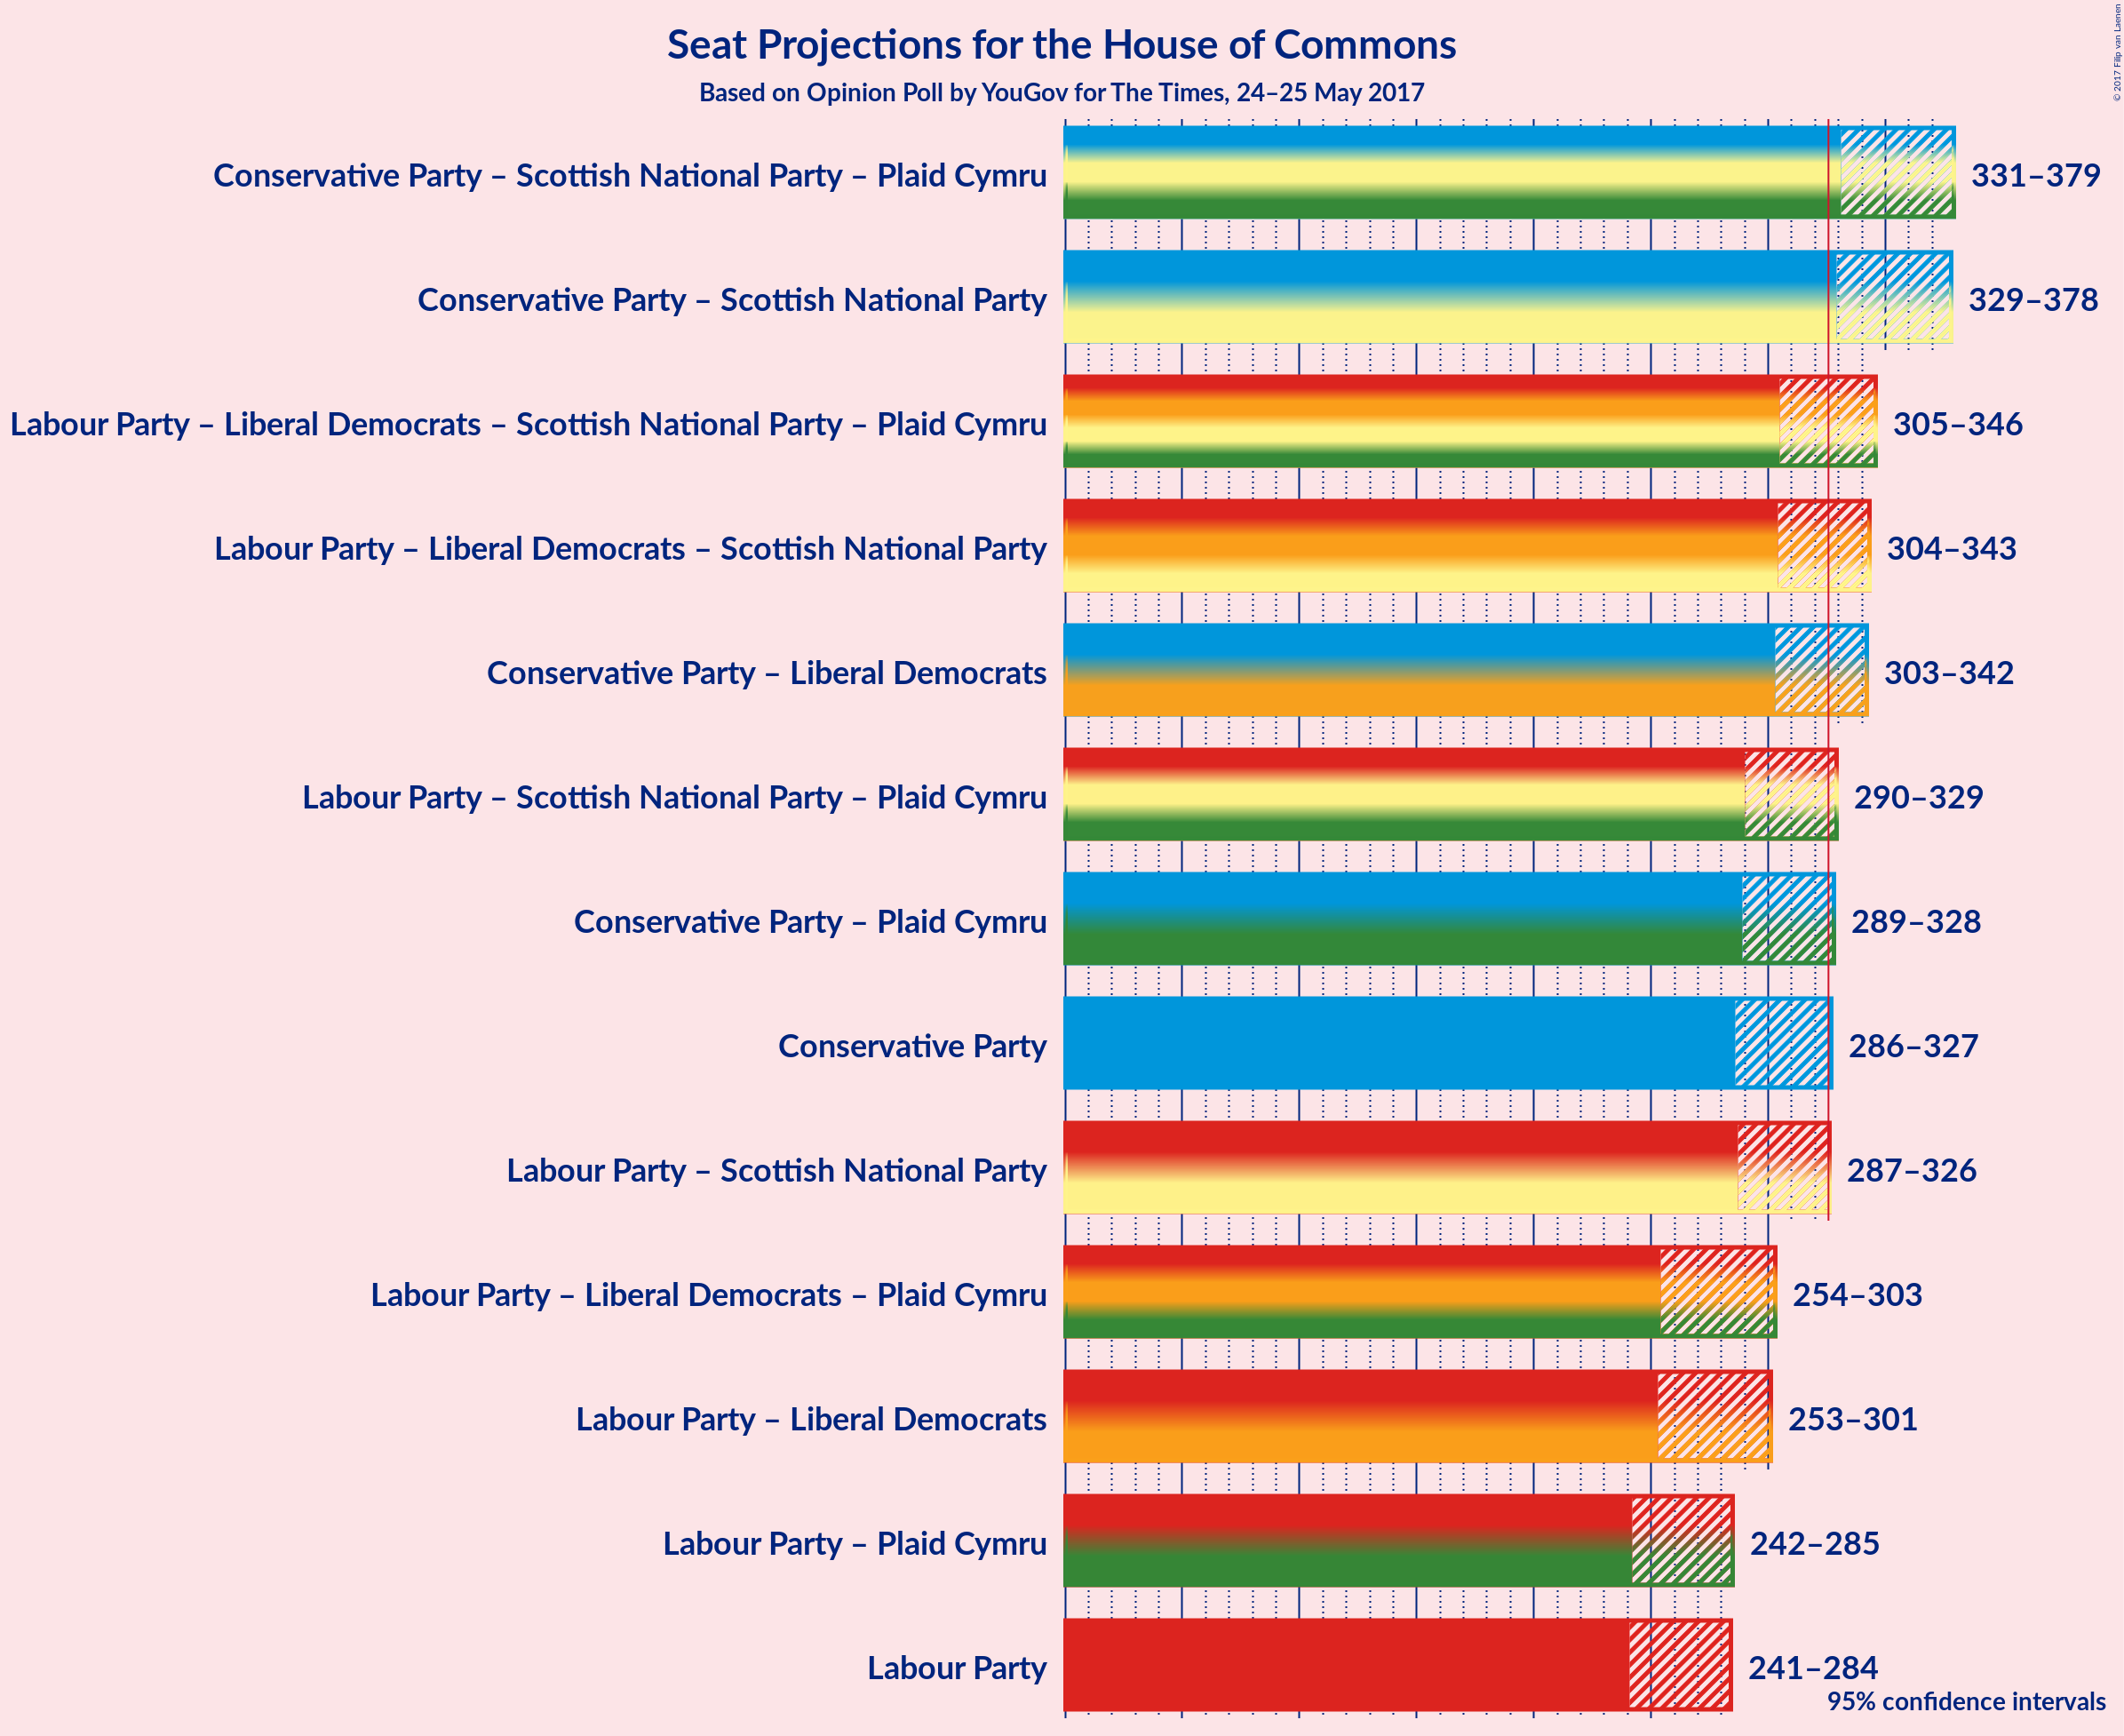 Seat Projections for the House of Commons
Based on Opinion Poll by YouGov for The Times, 24–25 May 2017
© 2017 Filip van Laenen
Conservative Party – Scottish National Party – Plaid Cymru 331–379
Conservative Party – Scottish National Party 329–378
Labour Party – Liberal Democrats – Scottish National Party – Plaid Cymru 305–346
Labour Party – Liberal Democrats – Scottish National Party 304–343
Conservative Party – Liberal Democrats 303–342
Labour Party – Scottish National Party – Plaid Cymru 290–329
Conservative Party – Plaid Cymru 289–328
Conservative Party 286–327
Labour Party – Scottish National Party 287–326
Labour Party – Liberal Democrats – Plaid Cymru 254–303
Labour Party – Liberal Democrats 253–301
Labour Party – Plaid Cymru 242–285
Labour Party 241–284
95% confidence intervals